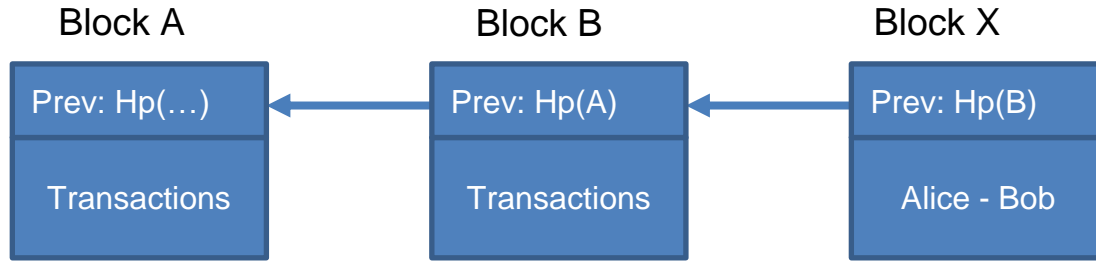 Block A
Block B
Block X
Prev: Hp(…)
Prev: Hp(A)
Prev: Hp(B)
Transactions
Transactions
Alice - Bob